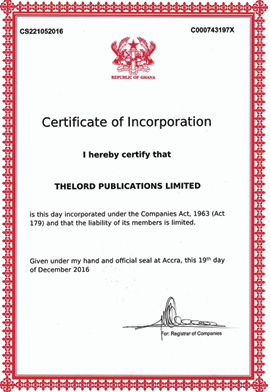 CS221052016 C000743197X
REPUBLIC OF GHANA
Certificate of Incorporation
I hereby certify that
THELORD PUBLICATIONS LIMITED
is this day incorporated under the Companies Act, 1963 (Act
179) and that the liability of its members is limited.
Given under my hand and official seal at Accra, this 19th day
of December 2016
For: Registrar of Companies